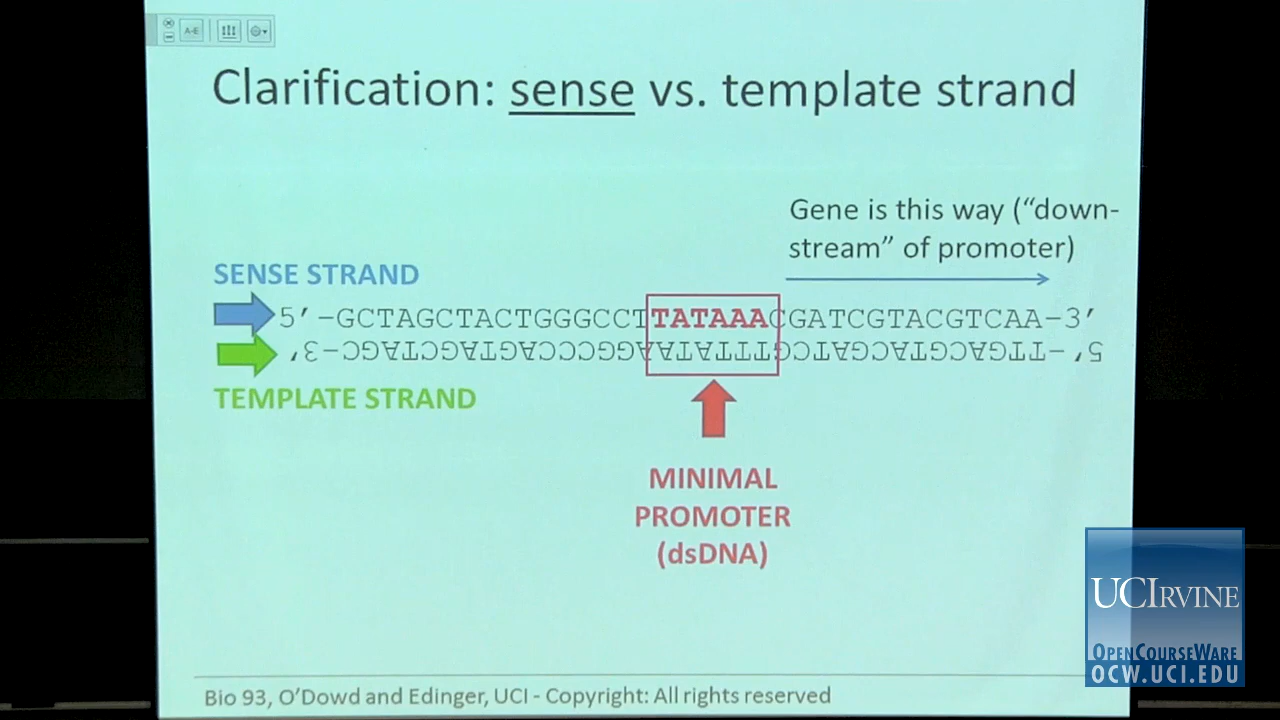 A-E
Clarification: sense vs. template strand
Gene is this way (“down-
stream” of promoter)
SENSE STRAND
5’–GCTAGCTACTGGGCCTTATAAACGATCGTACGTCAA–3’
5’–TTGACGTACGATCGTTTATAAGGCCCAGTAGCTAGC–3’
TEMPLATE STRAND
MINIMAL
PROMOTER
(dsDNA)
UCIRVINE
OPENCOURSEWARE
OCW.UCI.EDU
Bio 93, O’Dowd and Edinger, UCI - Copyright: All rights reserved